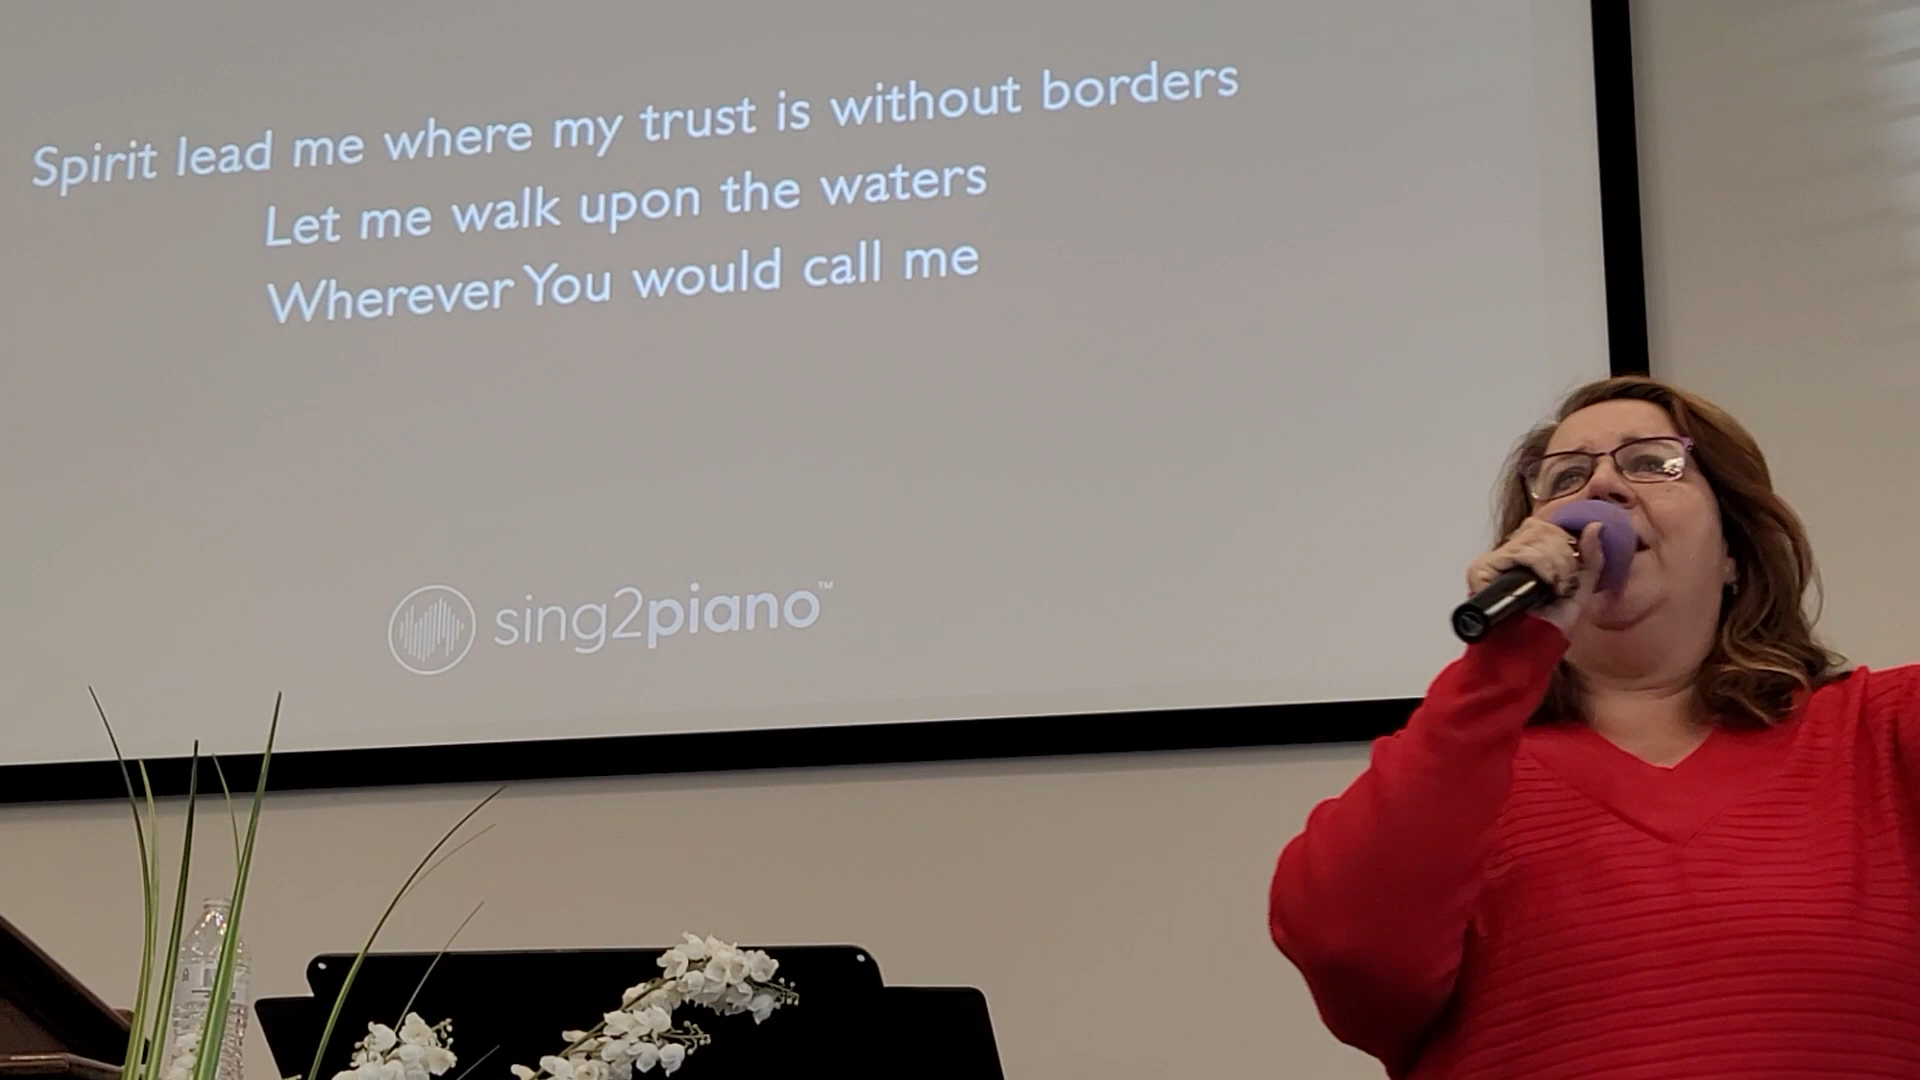 Spirit lead me where my trust is without borders
Let me walk upon the waters
Wherever You would call me
sing2piano™